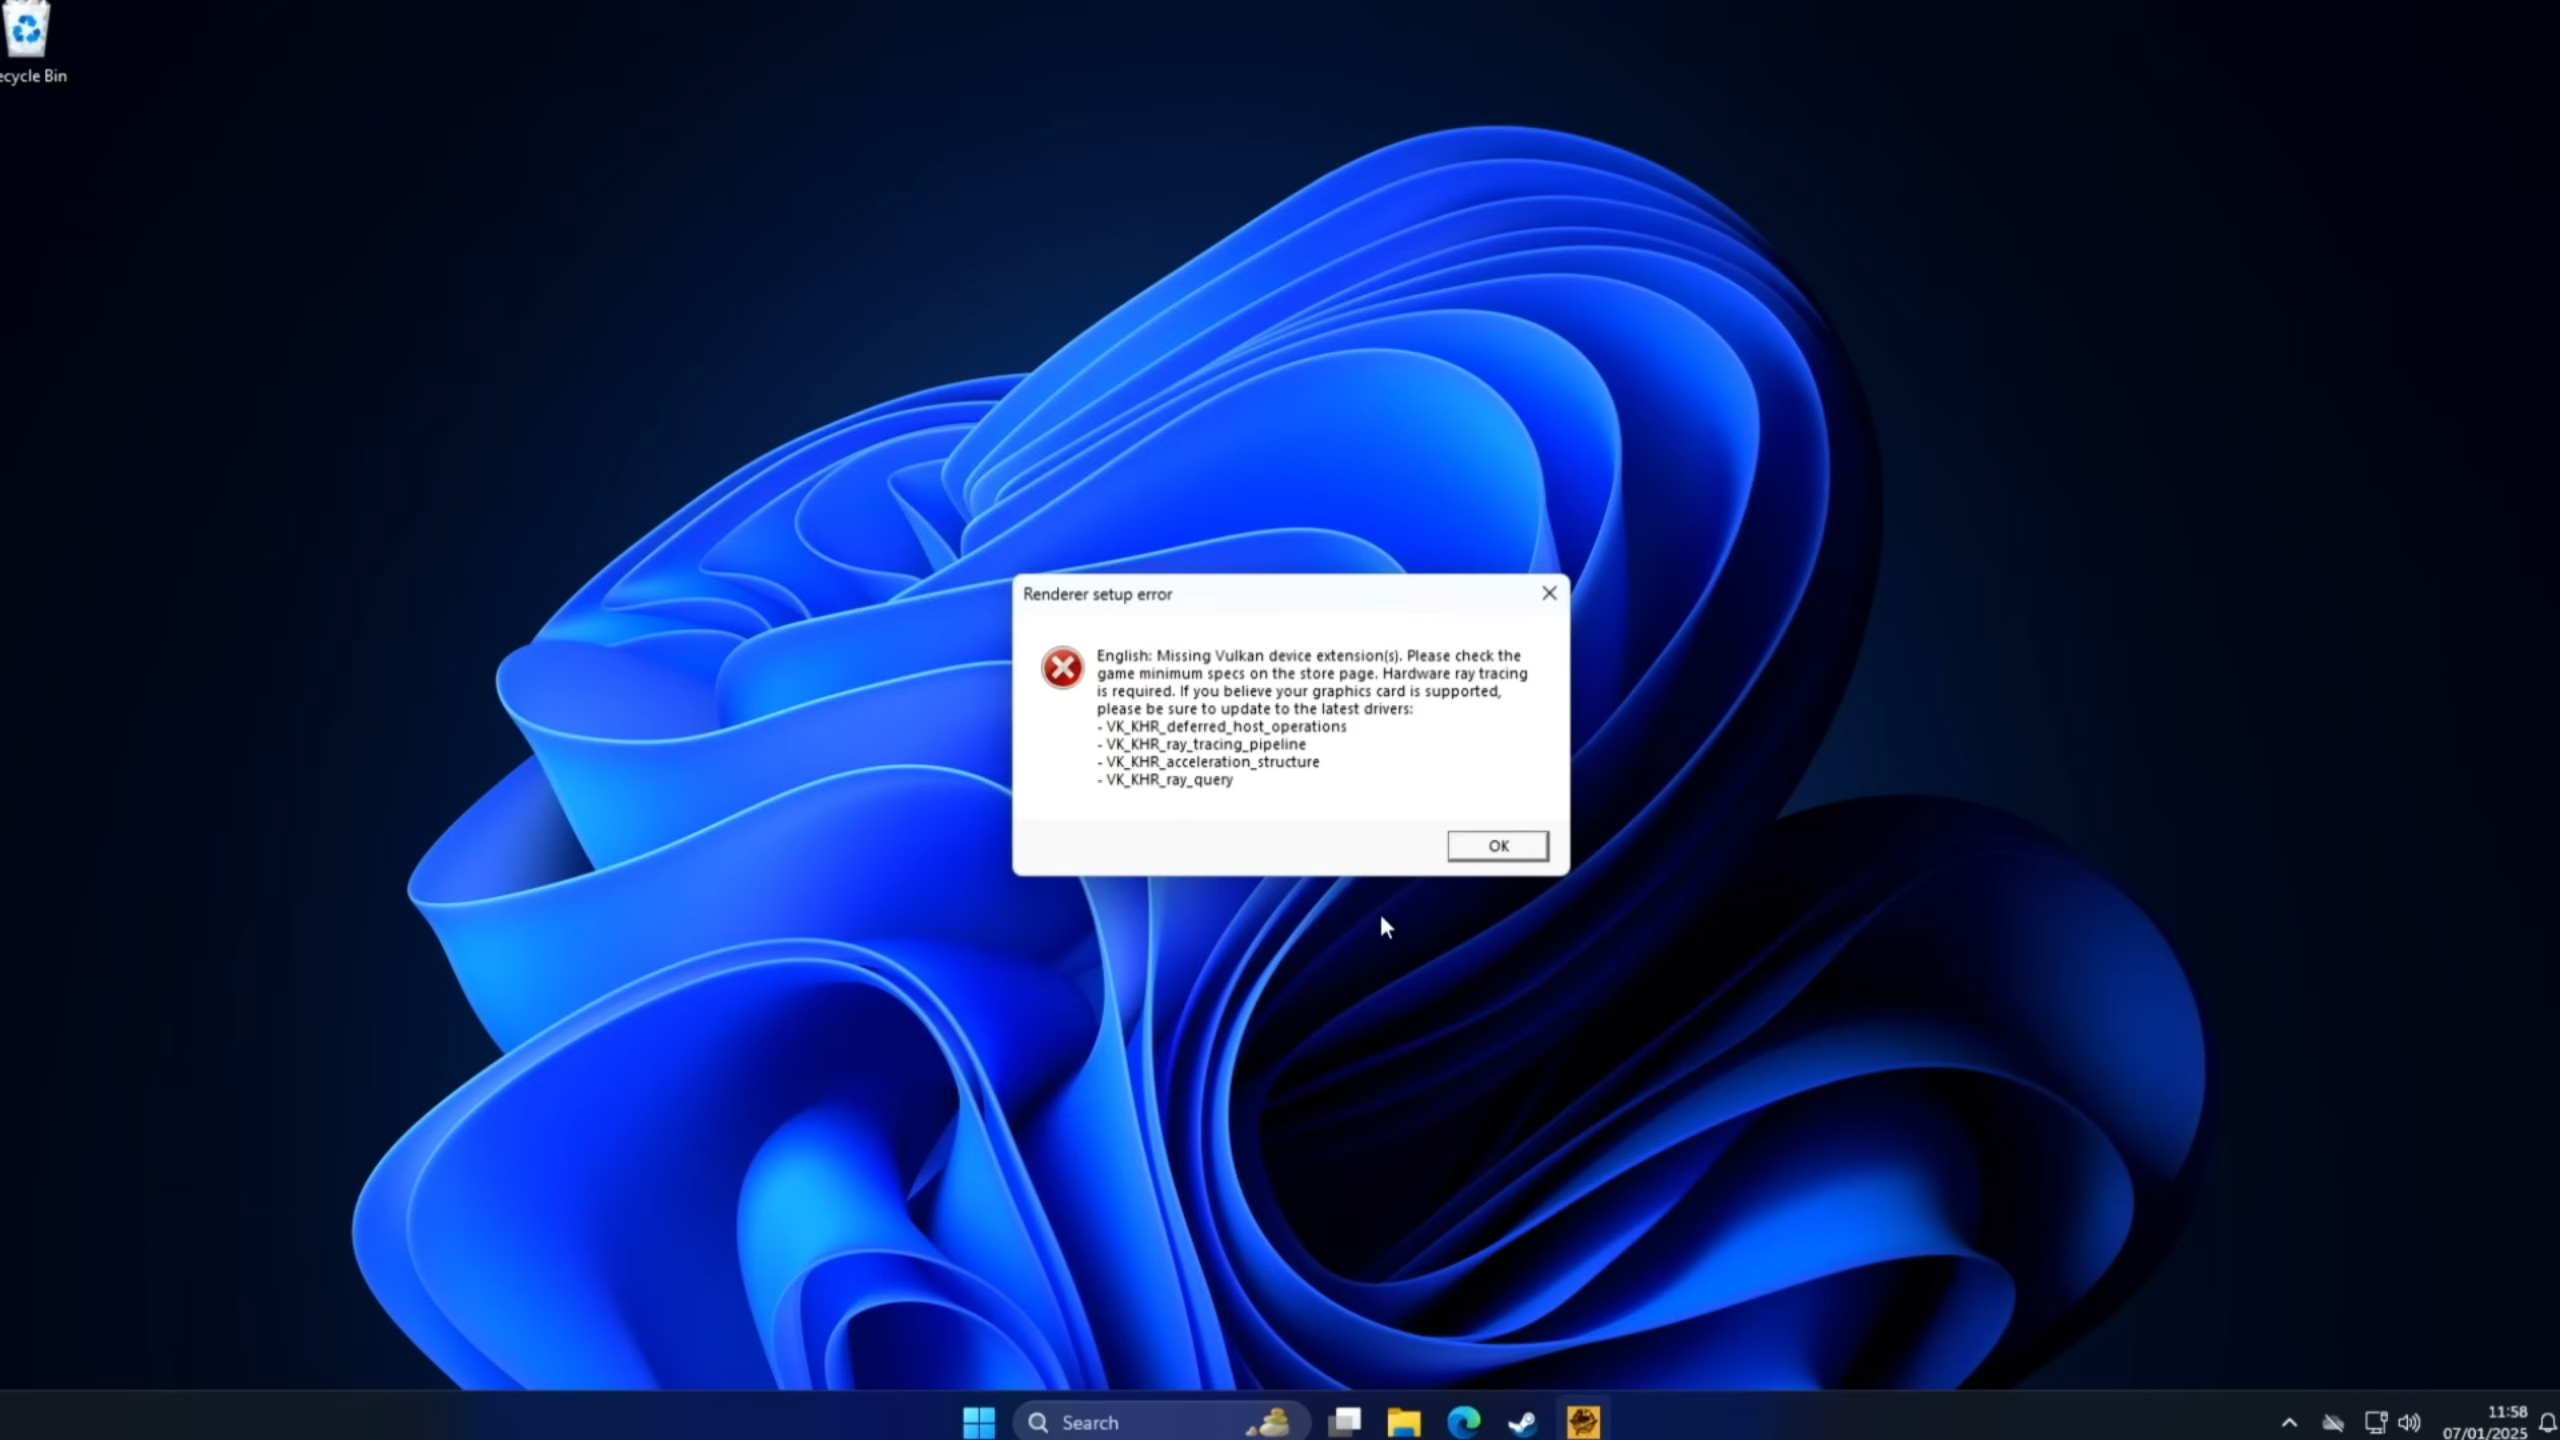 ecycle Bin
Renderer setup error
English: Missing Vulkan device extension(s). Please check the
game minimum specs on the store page. Hardware ray tracing
is required. If you believe your graphics card is supported,
please be sure to update to the latest drivers:
- VK_KHR_deferred_host_operations
- VK_KHR_ray_tracing_pipeline
- VK_KHR_acceleration_structure
- VK_KHR_ray_query
OK
Search
11:58
07/01/2025